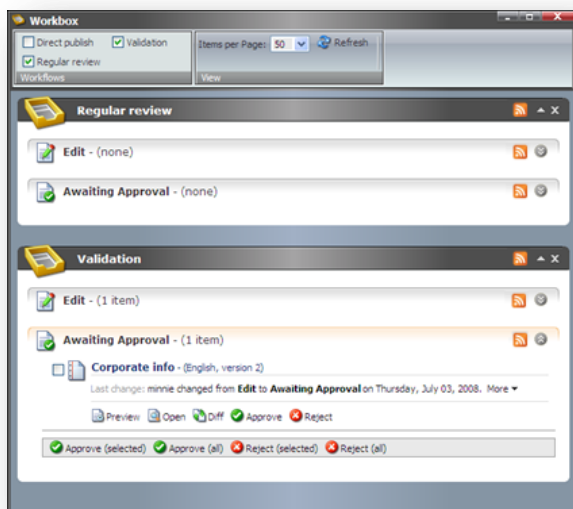 Workbox
Direct publish Validation
Regular review
Workflows
Items per Page: 50 Refresh
View
Regular review
Edit - (none)
Awaiting Approval - (none)
Validation
Edit - (1 item)
Awaiting Approval - (1 item)
Corporate info - (English, version 2)
Last change: minnie changed from Edit to Awaiting Approval on Thursday, July 03, 2008. More
Preview Open Diff Approve Reject
Approve (selected) Approve (all) Reject (selected) Reject (all)